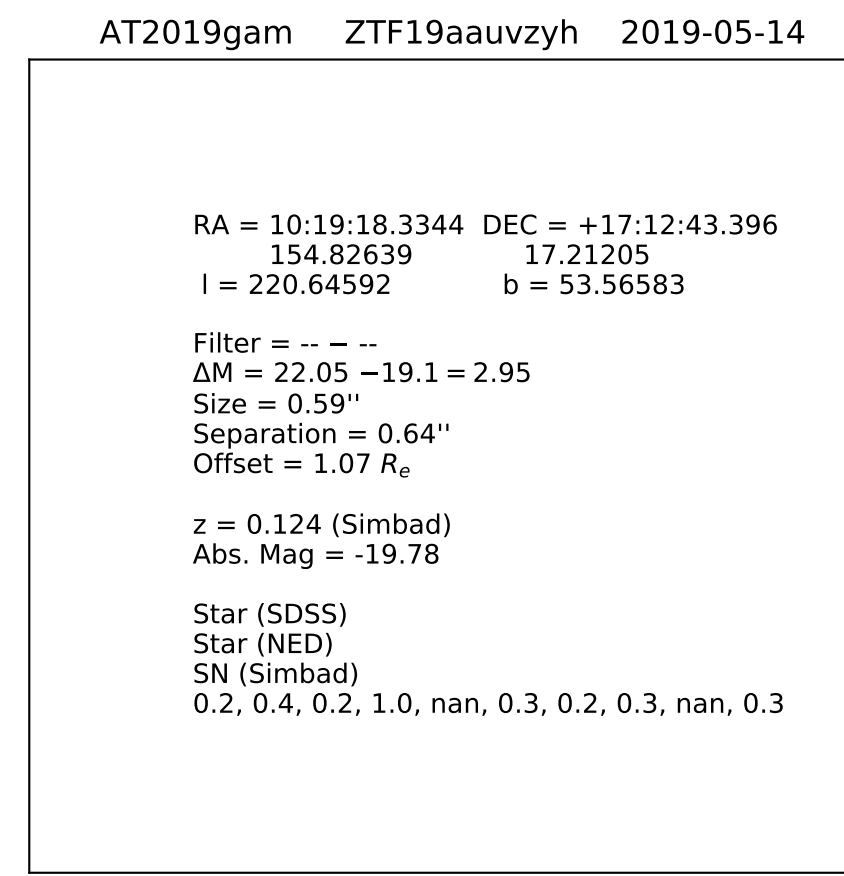 AT2019gam ZTF19aauvzyh 2019-05-14
RA = 10:19:18.3344 DEC = +17:12:43.396
154.82639 17.21205
l = 220.64592 b = 53.56583
Filter = -- − --
ΔM = 22.05 −19.1 = 2.95
Size = 0.59''
Separation = 0.64''
Offset = 1.07 Rₑ
z = 0.124 (Simbad)
Abs. Mag = -19.78
Star (SDSS)
Star (NED)
SN (Simbad)
0.2, 0.4, 0.2, 1.0, nan, 0.3, 0.2, 0.3, nan, 0.3